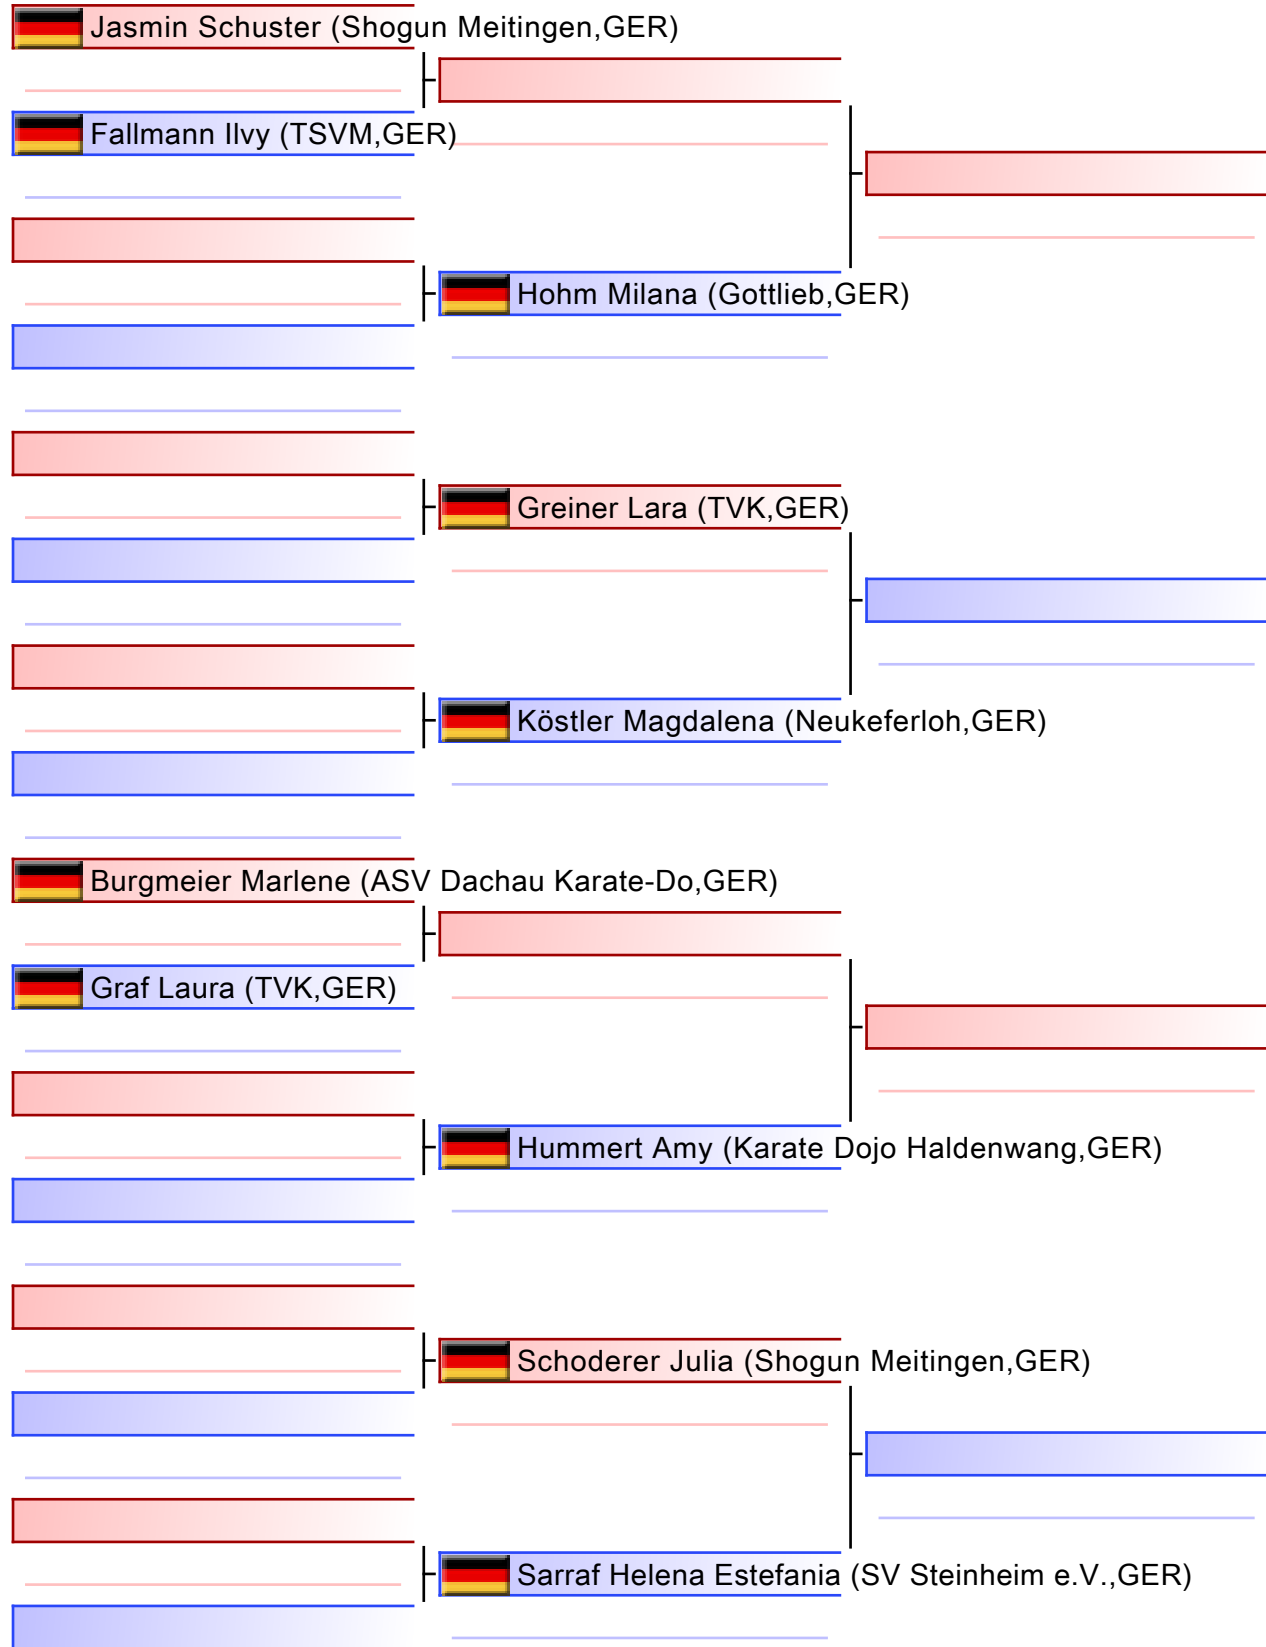 Jasmin Schuster (Shogun Meitingen,GER)
Fallmann Ilvy (TSVM,GER)
Hohm Milana (Gottlieb,GER)
Greiner Lara (TVK,GER)
Köstler Magdalena (Neukeferloh,GER)
Burgmeier Marlene (ASV Dachau Karate-Do,GER)
Graf Laura (TVK,GER)
Hummert Amy (Karate Dojo Haldenwang,GER)
Schoderer Julia (Shogun Meitingen,GER)
Sarraf Helena Estefania (SV Steinheim e.V.,GER)